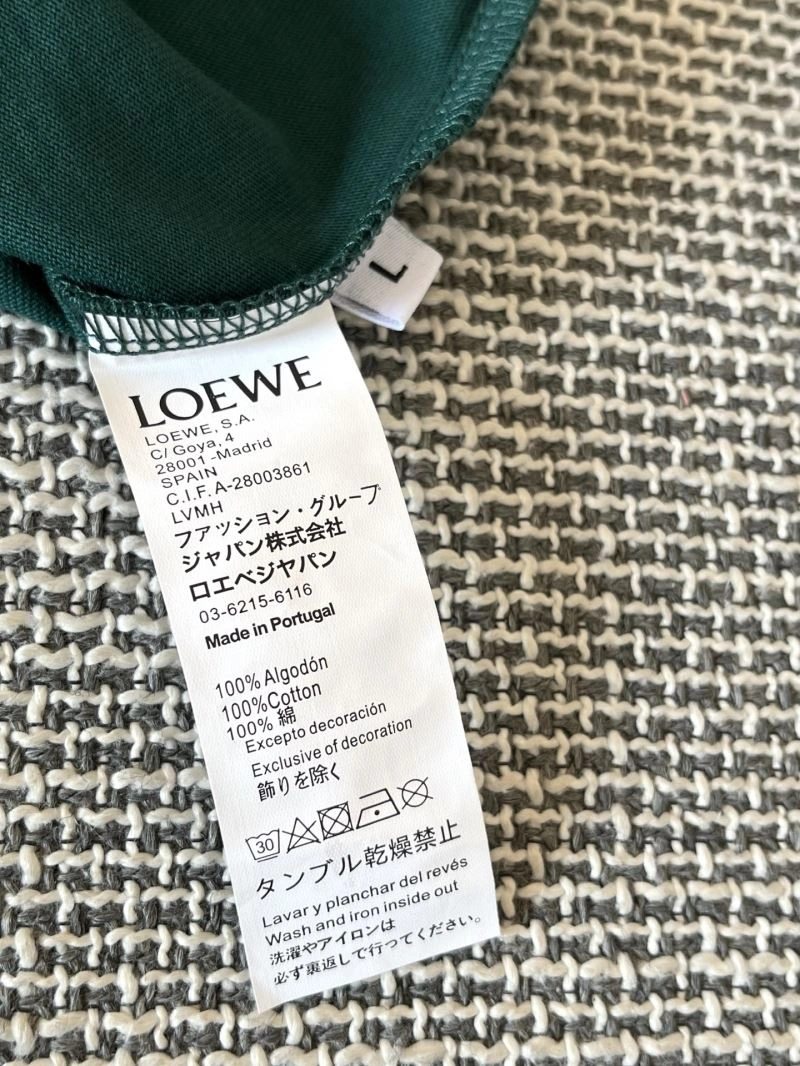 L
LOEWE
LOEWE, S.A.
C/ Goya, 4
28001 -Madrid
SPAIN
C.I.F. A-28003861
LVMH
ファッション・グループ
ジャパン株式会社
ロエベジャパン
03-6215-6116
Made in Portugal
100% Algodón
100%Cotton
100% 綿
Excepto decoración
Exclusive of decoration
飾りを除く
30
タンブル乾燥禁止
Lavar y planchar del revés
Wash and iron inside out
洗濯やアイロンは
必ず裏返しで行ってください。